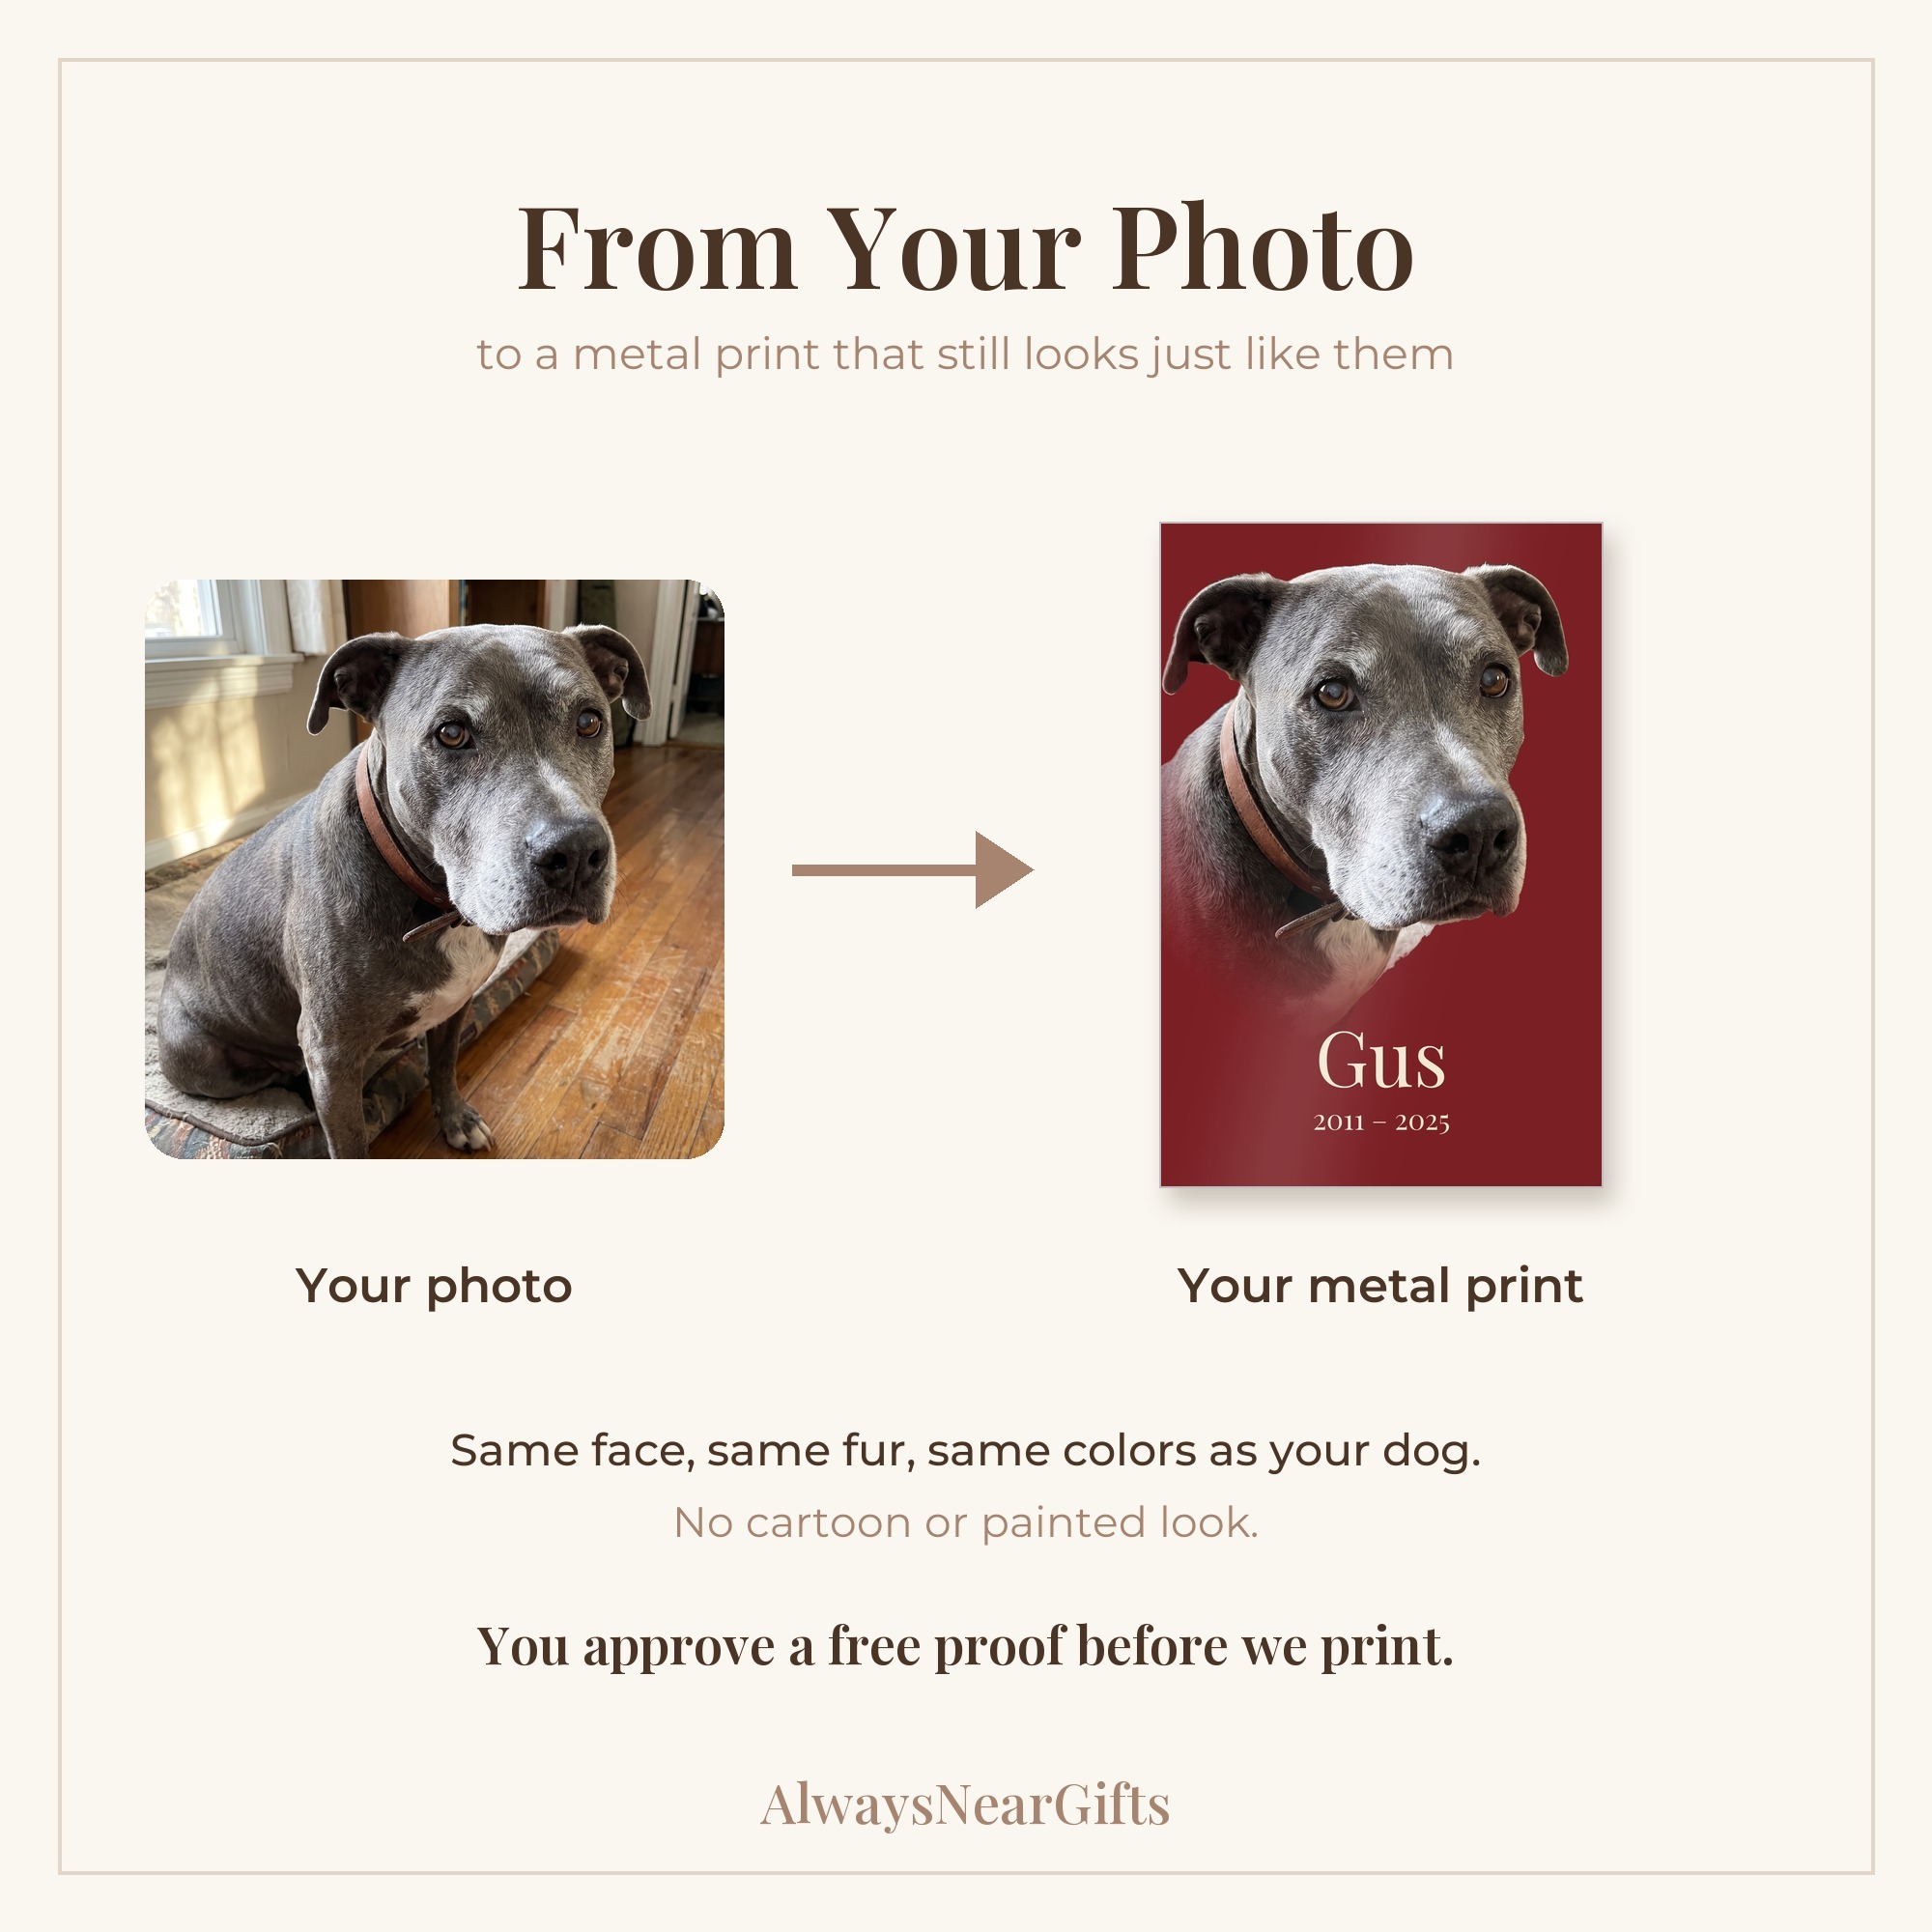 From Your Photo
to a metal print that still looks just like them
Gus
2011 – 2025
Your photo
Your metal print
Same face, same fur, same colors as your dog.
No cartoon or painted look.
You approve a free proof before we print.
AlwaysNearGifts